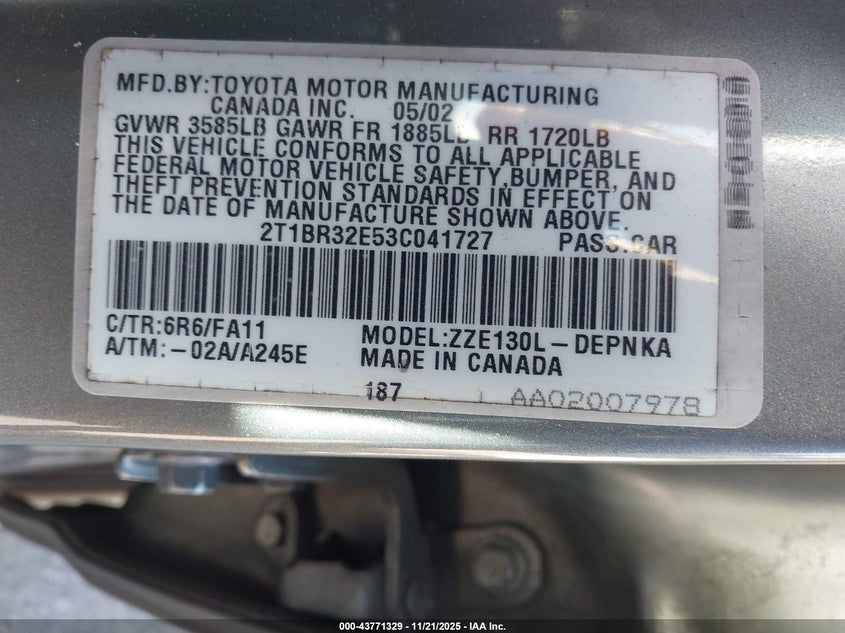 MFD.BY:TOYOTA MOTOR MANUFACTURING
CANADA INC. 05/02
GVWR 3585LB GAWR FR 1885LB RR 1720LB
THIS VEHICLE CONFORMS TO ALL APPLICABLE
FEDERAL MOTOR VEHICLE SAFETY,BUMPER, AND
THEFT PREVENTION STANDARDS IN EFFECT ON
THE DATE OF MANUFACTURE SHOWN ABOVE.
2T1BR32E53C041727 PASS.CAR
C/TR:6R6/FA11 MODEL:ZZE130L-DEPNKA
A/TM:-02A/A245E MADE IN CANADA
187 AA02007978
000-43771329 - 11/21/2025 - IAA Inc.